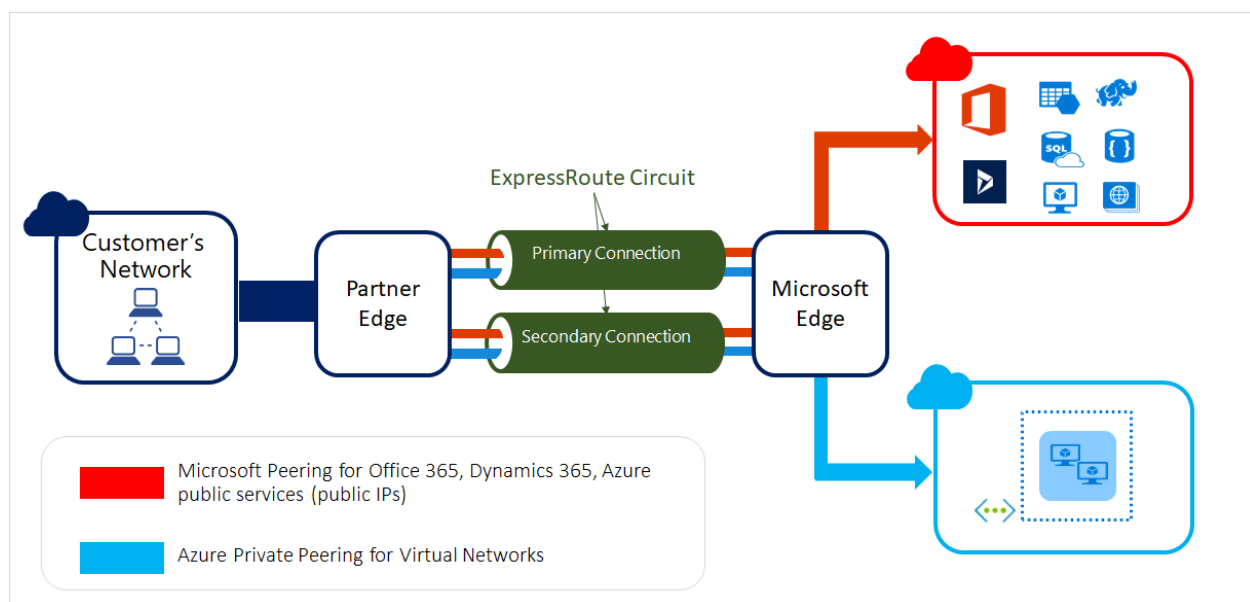 ExpressRoute Circuit
Customer's
Network
Partner
Edge
Primary Connection
Secondary Connection
Microsoft
Edge
SQL
Microsoft Peering for Office 365, Dynamics 365, Azure
public services (public IPs)
Azure Private Peering for Virtual Networks